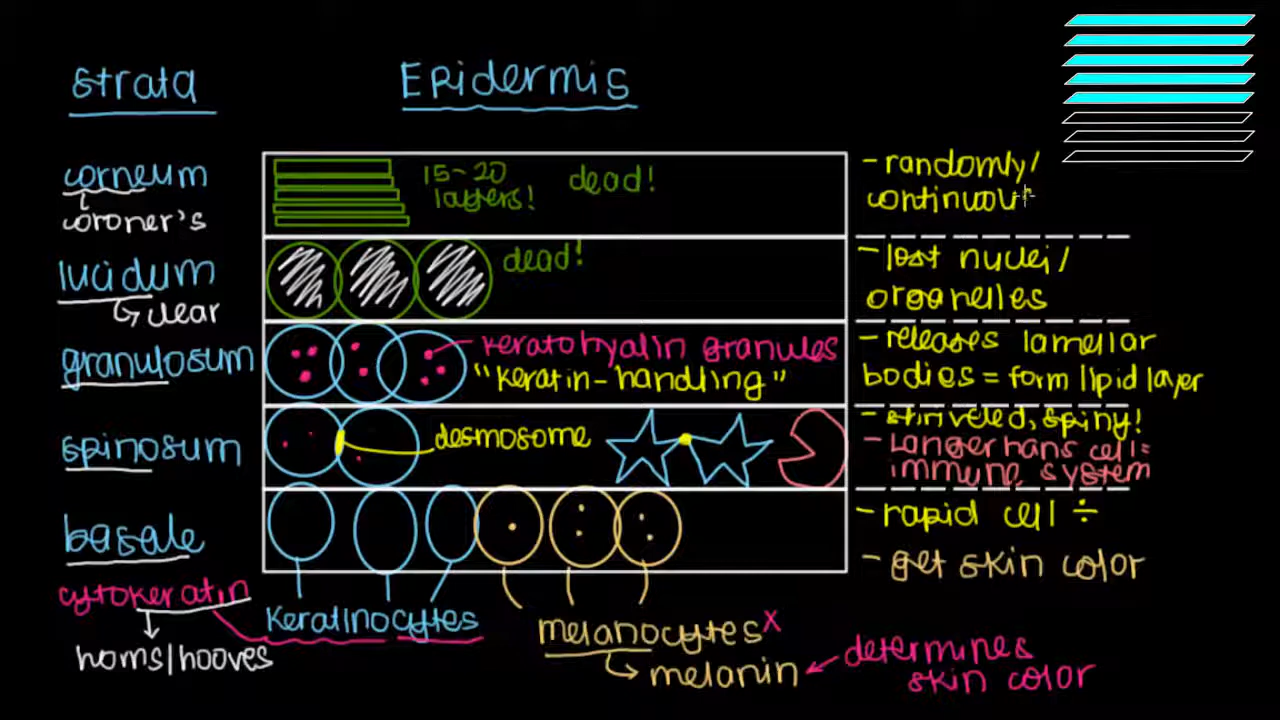 strata
Epidermis
corneum
coroner's
15-20
layers!
dead!
-randomly/
continuous
lucidum
clear
dead!
-lost nuclei/
organelles
granulosum
keratohyalin granules
"keratin-handling"
-releases lamellar
bodies = form lipid layer
spinosum
desmosome
-shriveled, spiny!
-Langerhans cell=
immune system
basale
-rapid cell ÷
-get skin color
cytokeratin
horns/hooves
Keratinocytes
melanocytes x
melanin
determines
skin color